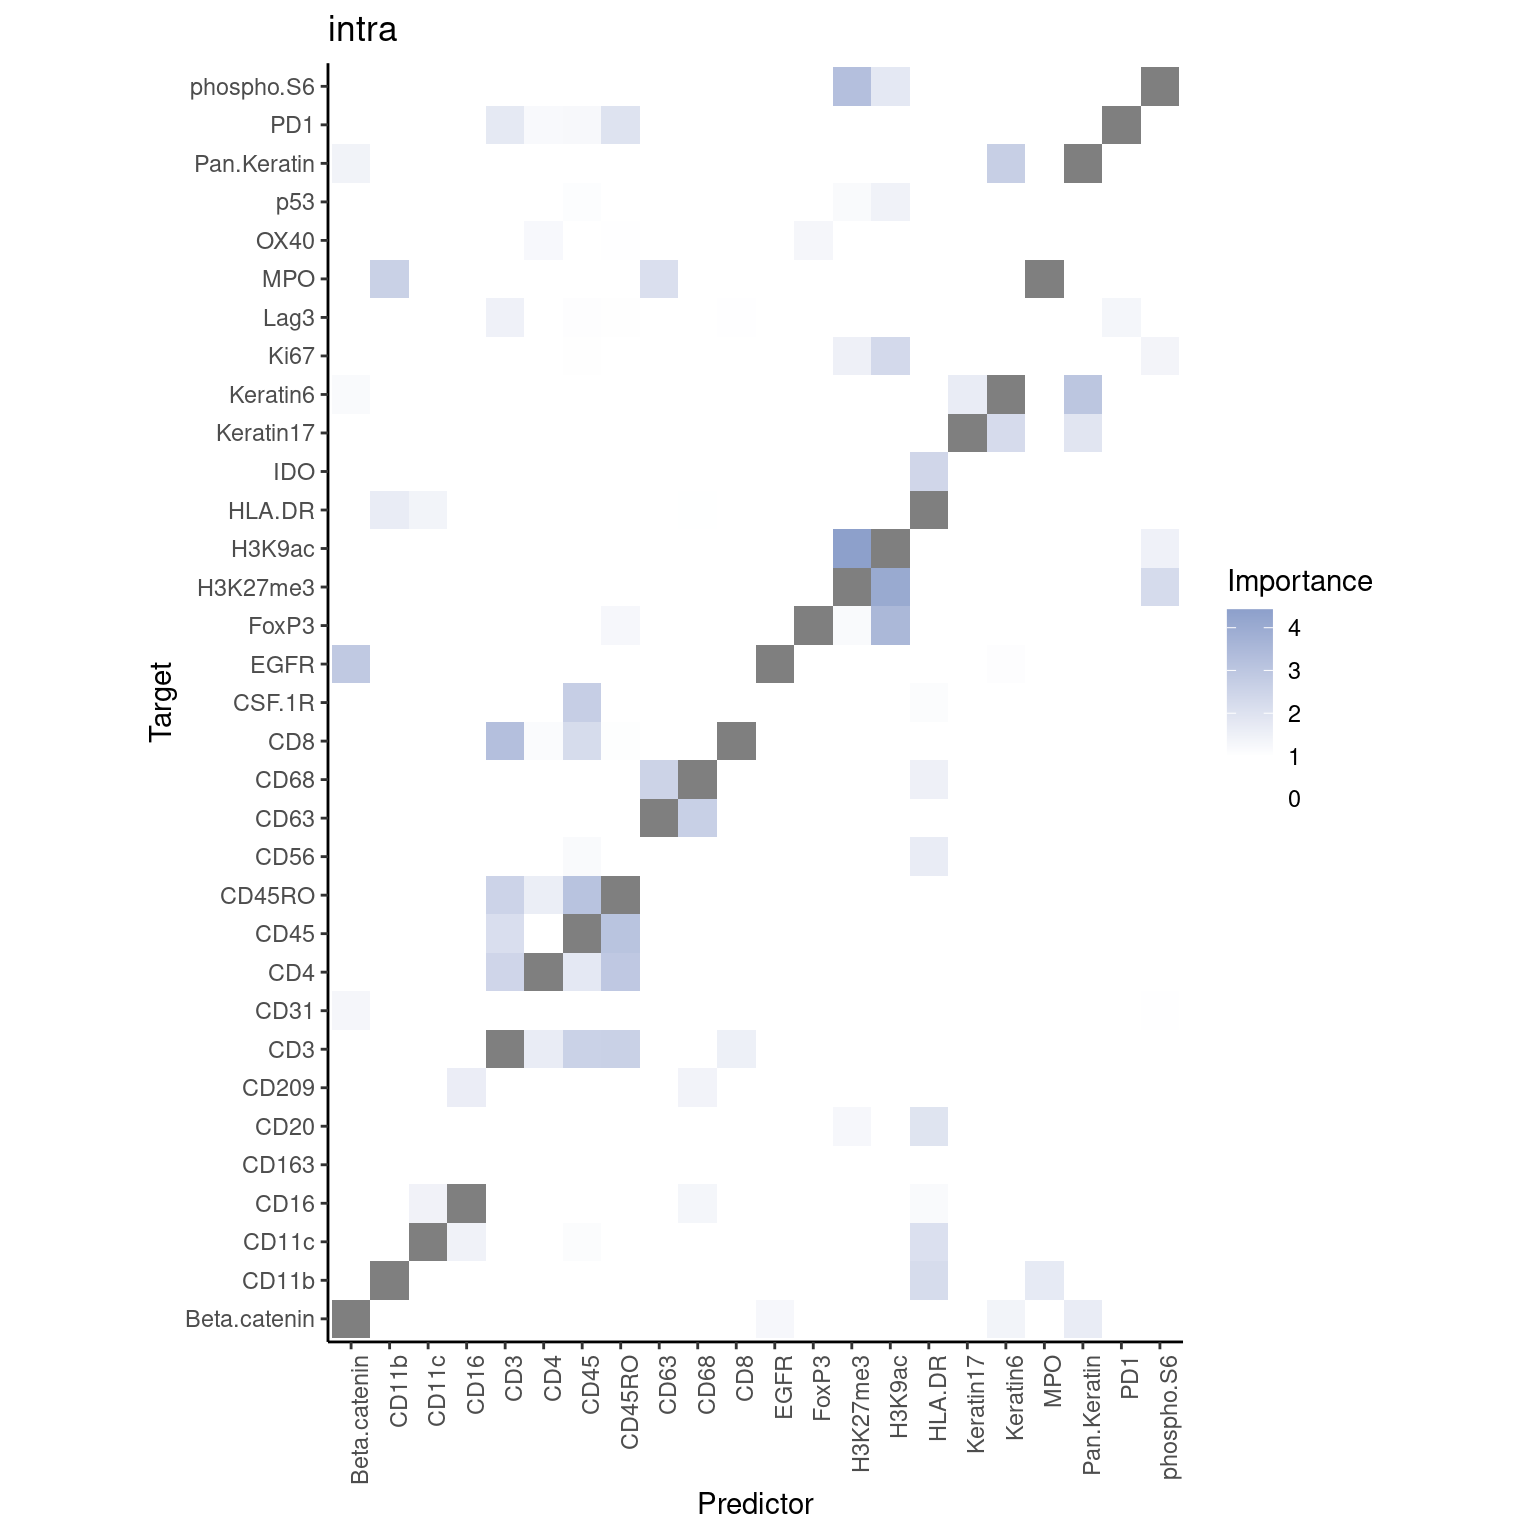 intra
phospho.S6
PD1
Pan.Keratin
p53
OX40
MPO
Lag3
Ki67
Keratin6
Keratin17
IDO
HLA.DR
H3K9ac
H3K27me3
FoxP3
EGFR
CSF.1R
CD8
CD68
CD63
CD56
CD45RO
CD45
CD4
CD31
CD3
CD209
CD20
CD163
CD16
CD11c
CD11b
Beta.catenin
Target
Beta.catenin
CD11b
CD11c
CD16
CD3
CD4
CD45
CD45RO
CD63
CD68
CD8
EGFR
FoxP3
H3K27me3
H3K9ac
HLA.DR
Keratin17
Keratin6
MPO
Pan.Keratin
PD1
phospho.S6
Predictor
Importance
4
3
2
1
0